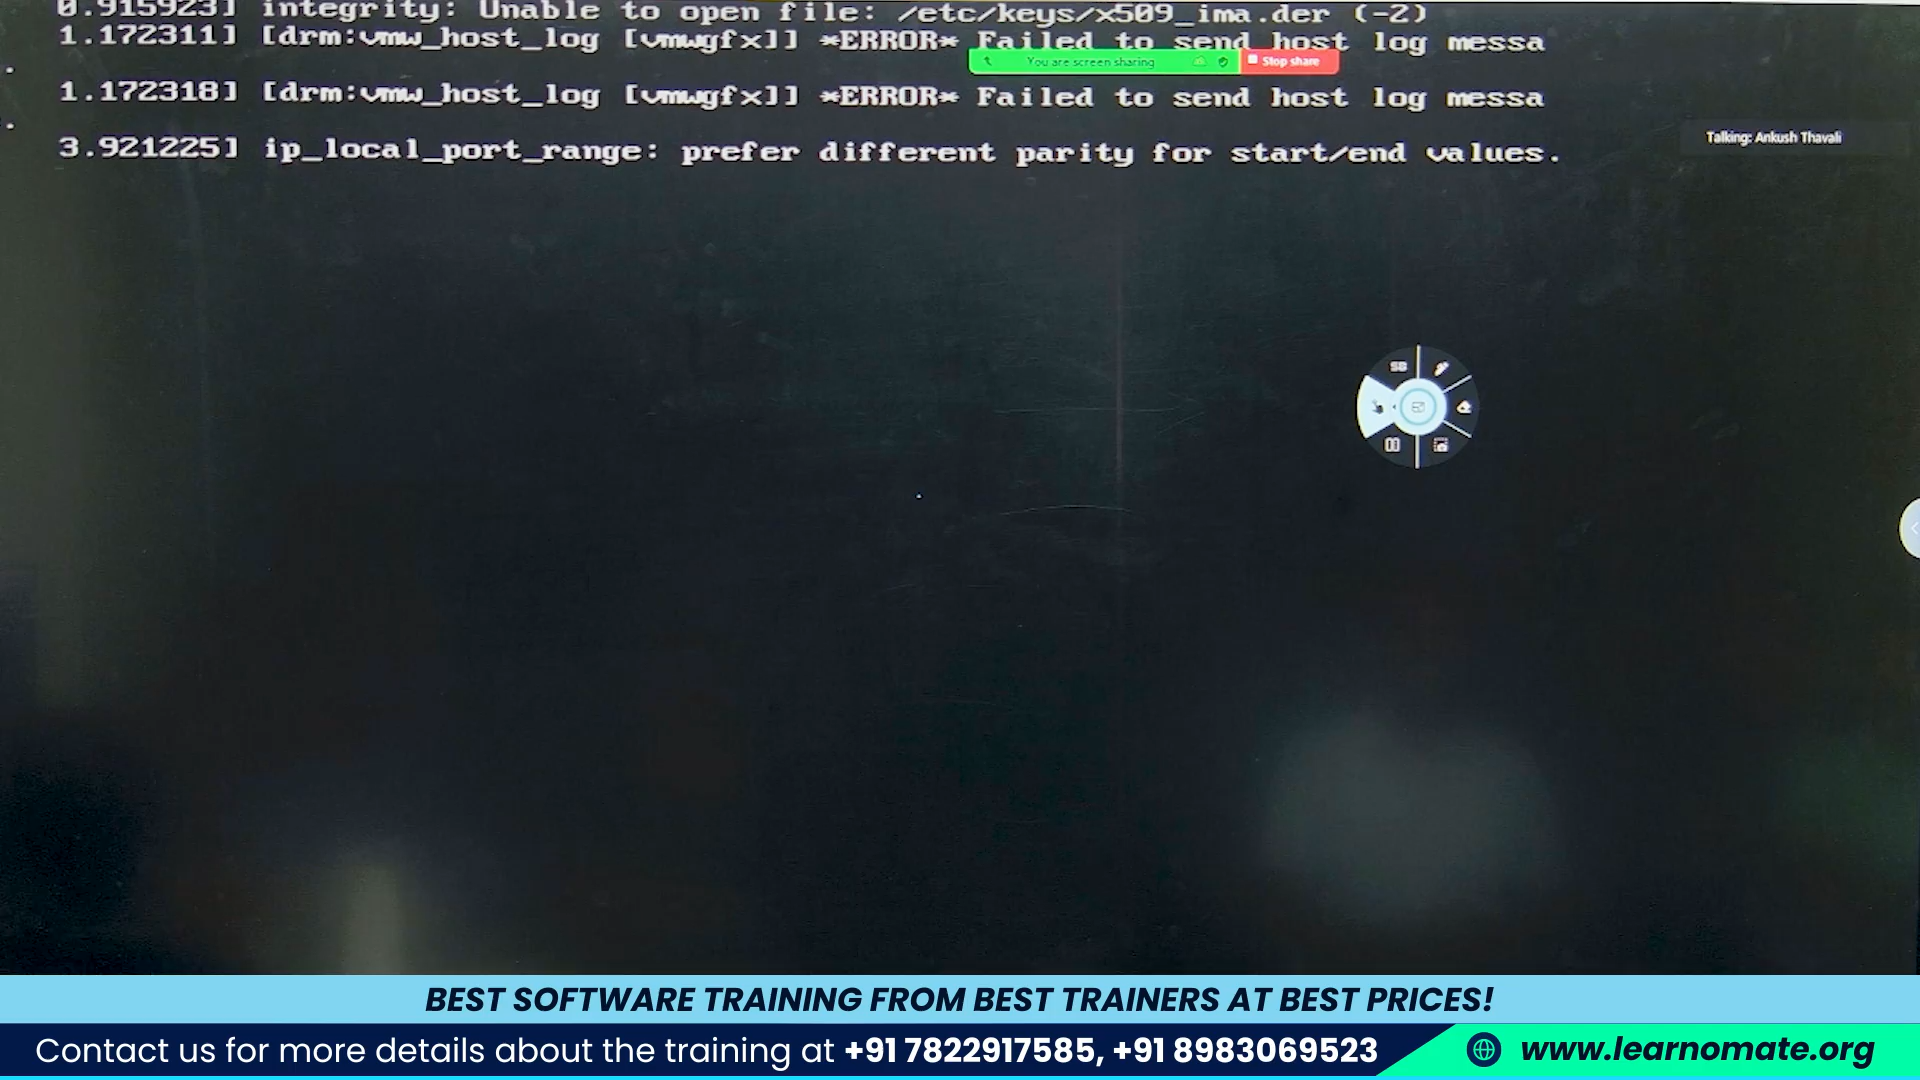 0.915923] integrity: Unable to open file: /etc/keys/x509_ima.der (-2)
1.172311] [drm:vmw_host_log [vmwgfx]] *ERROR* Failed to send host log messa
.
You are screen sharing
Stop share
1.172318] [drm:vmw_host_log [vmwgfx]] *ERROR* Failed to send host log messa
.
Talking: Ankush Thavali
3.921225] ip_local_port_range: prefer different parity for start/end values.
BEST SOFTWARE TRAINING FROM BEST TRAINERS AT BEST PRICES!
Contact us for more details about the training at +91 7822917585, +91 8983069523
www.learnomate.org